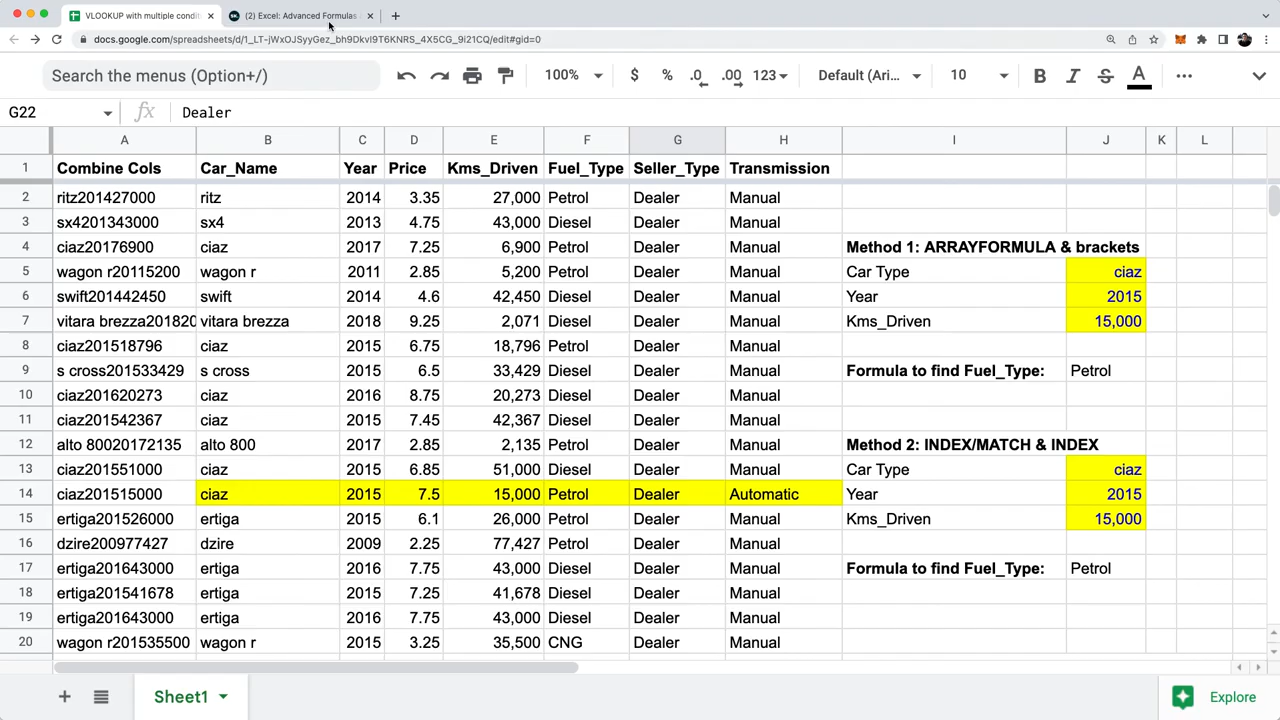 VLOOKUP with multiple conditi
(2) Excel: Advanced Formulas
docs.google.com/spreadsheets/d/1_LT-jWxOJSyyGez_bh9Dkvl9T6KNRS_4X5CG_9i21CQ/edit#gid=0
Search the menus (Option+/) 100% $ % .0 .00 123 Default (Ari... 10 B I S A
G22 fx Dealer
A B C D E F G H I J K L
1 Combine Cols Car_Name Year Price Kms_Driven Fuel_Type Seller_Type Transmission
2 ritz201427000 ritz 2014 3.35 27,000 Petrol Dealer Manual
3 sx4201343000 sx4 2013 4.75 43,000 Diesel Dealer Manual
4 ciaz20176900 ciaz 2017 7.25 6,900 Petrol Dealer Manual Method 1: ARRAYFORMULA & brackets
5 wagon r20115200 wagon r 2011 2.85 5,200 Petrol Dealer Manual Car Type ciaz
6 swift201442450 swift 2014 4.6 42,450 Diesel Dealer Manual Year 2015
7 vitara brezza201820 vitara brezza 2018 9.25 2,071 Diesel Dealer Manual Kms_Driven 15,000
8 ciaz201518796 ciaz 2015 6.75 18,796 Petrol Dealer Manual
9 s cross201533429 s cross 2015 6.5 33,429 Diesel Dealer Manual Formula to find Fuel_Type: Petrol
10 ciaz201620273 ciaz 2016 8.75 20,273 Diesel Dealer Manual
11 ciaz201542367 ciaz 2015 7.45 42,367 Diesel Dealer Manual
12 alto 80020172135 alto 800 2017 2.85 2,135 Petrol Dealer Manual Method 2: INDEX/MATCH & INDEX
13 ciaz201551000 ciaz 2015 6.85 51,000 Diesel Dealer Manual Car Type ciaz
14 ciaz201515000 ciaz 2015 7.5 15,000 Petrol Dealer Automatic Year 2015
15 ertiga201526000 ertiga 2015 6.1 26,000 Petrol Dealer Manual Kms_Driven 15,000
16 dzire200977427 dzire 2009 2.25 77,427 Petrol Dealer Manual
17 ertiga201643000 ertiga 2016 7.75 43,000 Diesel Dealer Manual Formula to find Fuel_Type: Petrol
18 ertiga201541678 ertiga 2015 7.25 41,678 Diesel Dealer Manual
19 ertiga201643000 ertiga 2016 7.75 43,000 Diesel Dealer Manual
20 wagon r201535500 wagon r 2015 3.25 35,500 CNG Dealer Manual
Sheet1 Explore